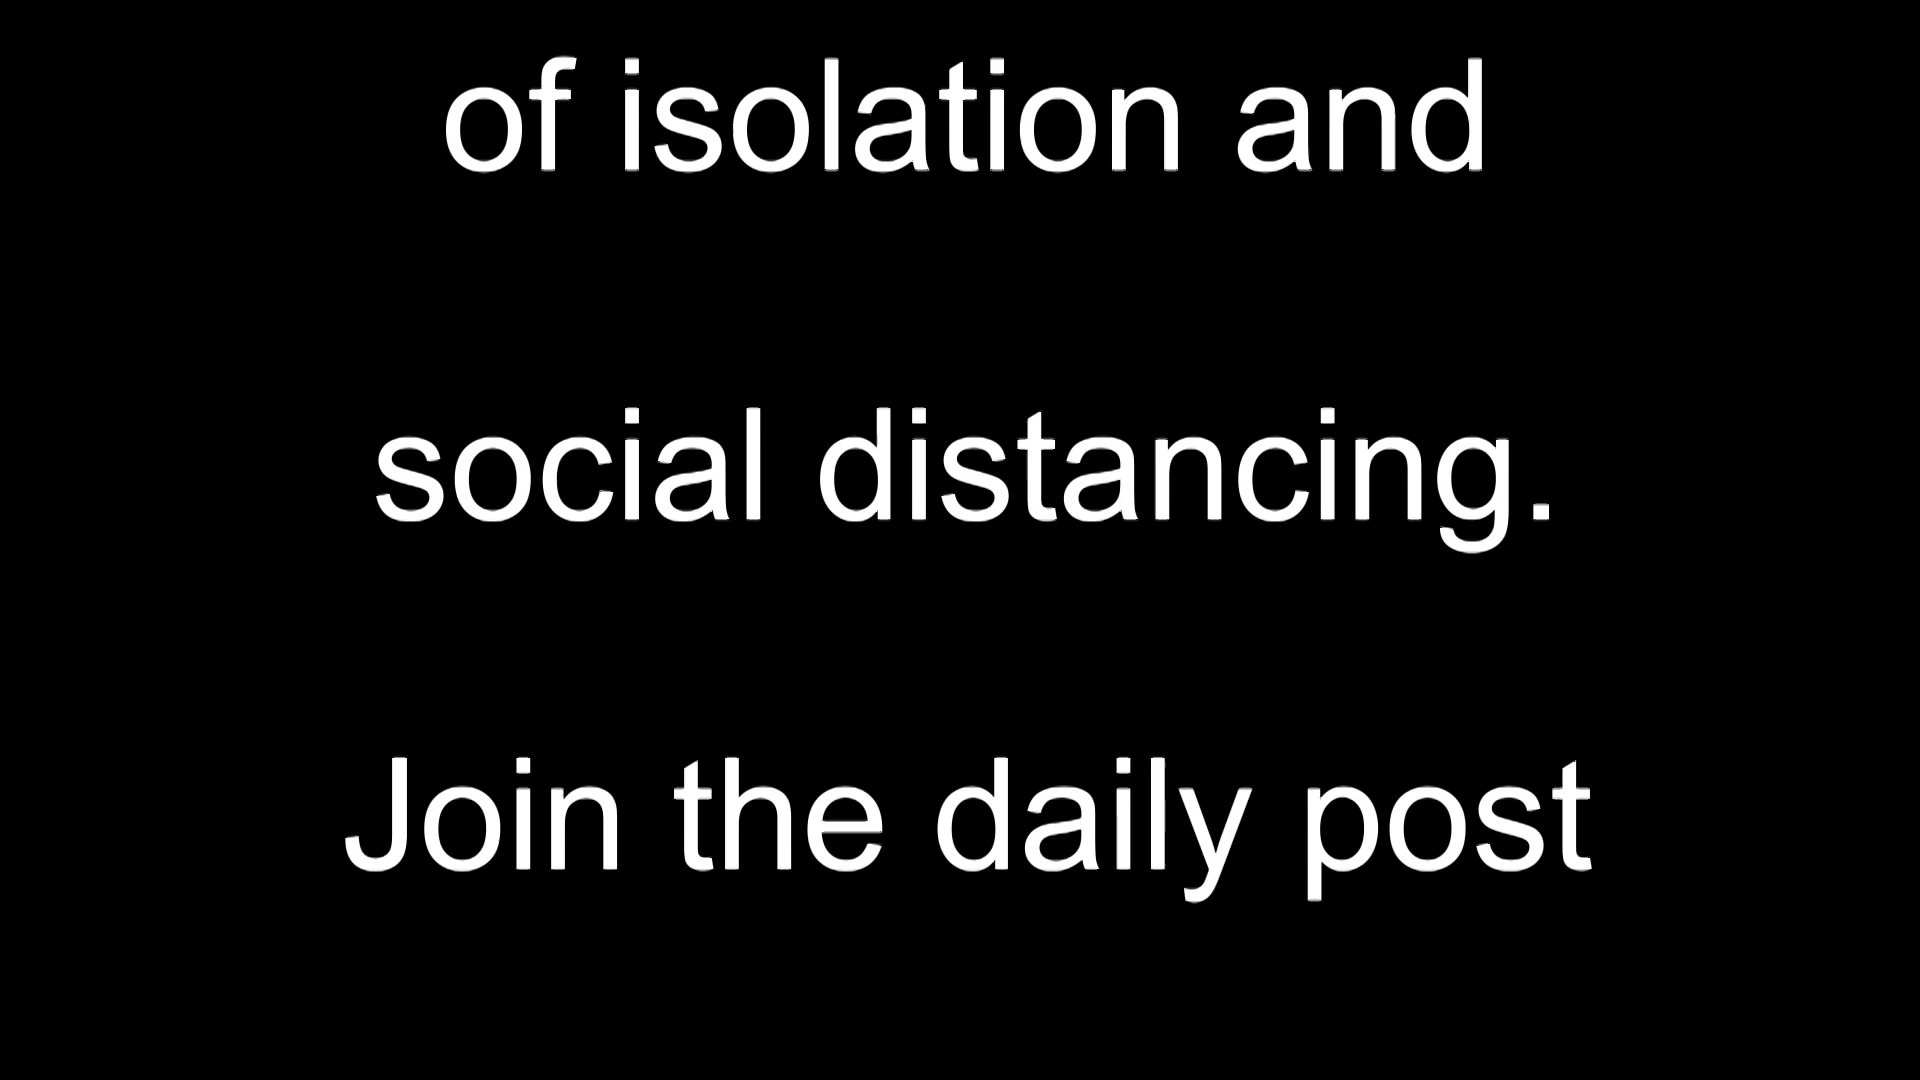 of isolation and
social distancing.
Join the daily post